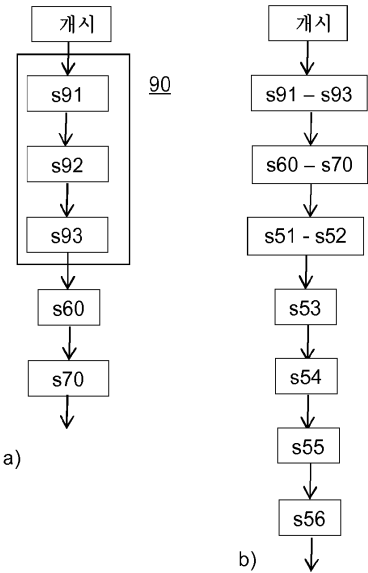 개시
s91
90
s92
s93
s60
s70
a)
개시
s91 – s93
s60 – s70
s51 - s52
s53
s54
s55
s56
b)